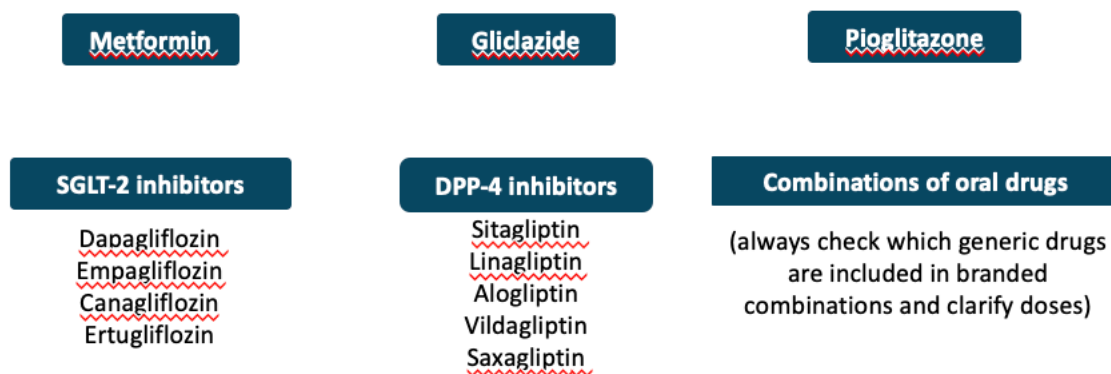 Metformin
Gliclazide
Pioglitazone
SGLT-2 inhibitors
Dapagliflozin
Empagliflozin
Canagliflozin
Ertugliflozin
DPP-4 inhibitors
Sitagliptin
Linagliptin
Alogliptin
Vildagliptin
Saxagliptin
Combinations of oral drugs
(always check which generic drugs
are included in branded
combinations and clarify doses)